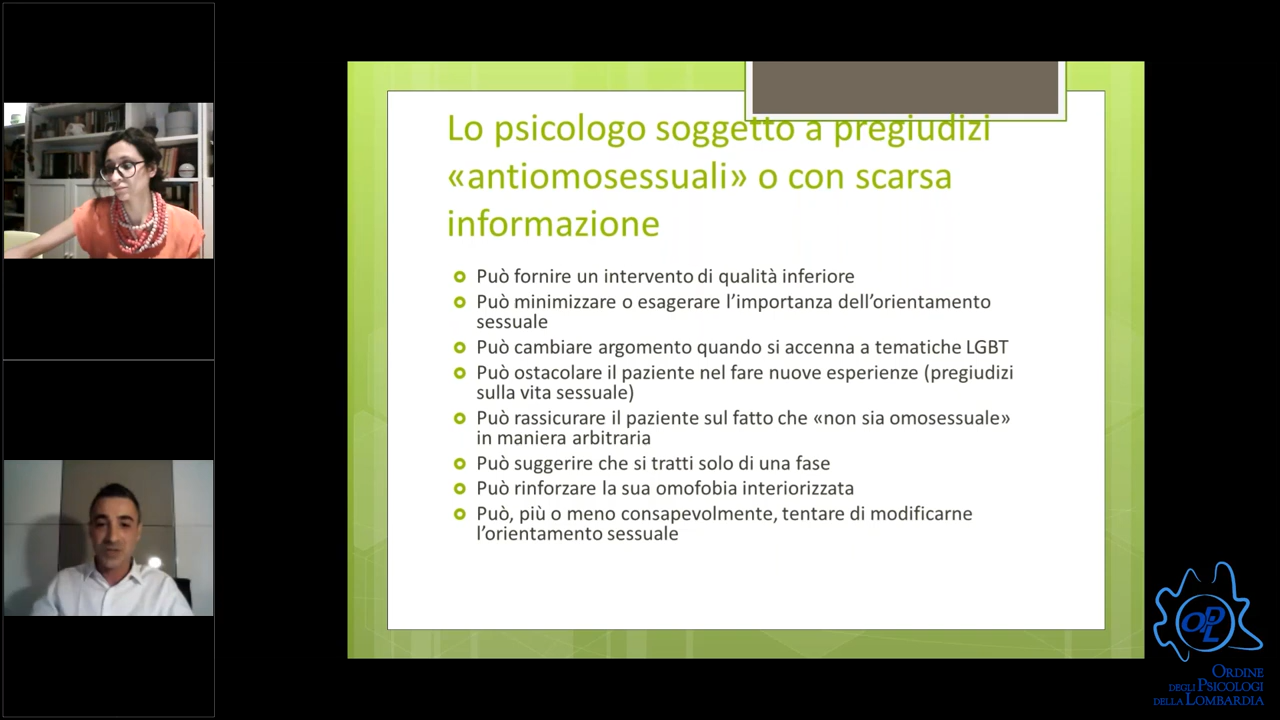 Lo psicologo soggetto a pregiudizi
«antiomosessuali» o con scarsa
informazione
Può fornire un intervento di qualità inferiore
Può minimizzare o esagerare l’importanza dell’orientamento
sessuale
Può cambiare argomento quando si accenna a tematiche LGBT
Può ostacolare il paziente nel fare nuove esperienze (pregiudizi
sulla vita sessuale)
Può rassicurare il paziente sul fatto che «non sia omosessuale»
in maniera arbitraria
Può suggerire che si tratti solo di una fase
Può rinforzare la sua omofobia interiorizzata
Può, più o meno consapevolmente, tentare di modificarne
l’orientamento sessuale
OPL
ORDINE
DEGLI PSICOLOGI
DELLA LOMBARDIA